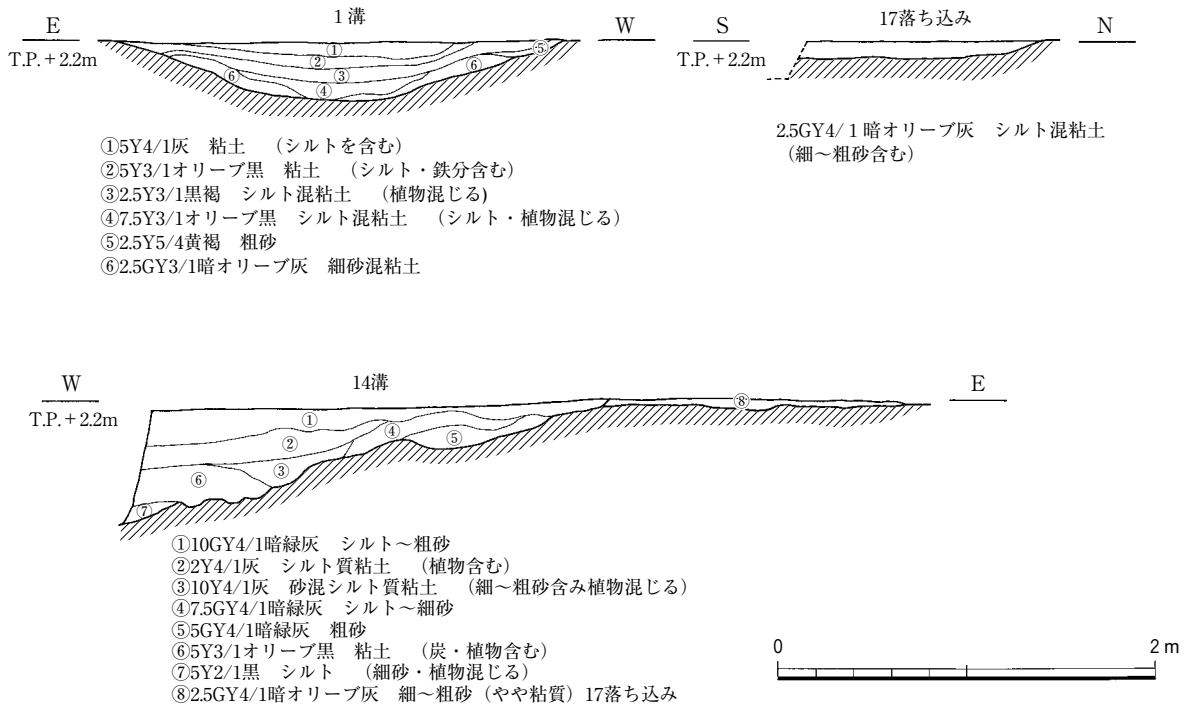 1溝
E
W
T.P.+2.2m
①
②
③
④
⑤
⑥
⑥
①5Y4/1灰　粘土　（シルトを含む）
②5Y3/1オリーブ黒　粘土　（シルト・鉄分含む）
③2.5Y3/1黒褐　シルト混粘土　（植物混じる)
④7.5Y3/1オリーブ黒　シルト混粘土　（シルト・植物混じる）
⑤2.5Y5/4黄褐　粗砂
⑥2.5GY3/1暗オリーブ灰　細砂混粘土
17落ち込み
S
N
T.P.+2.2m
2.5GY4/1暗オリーブ灰　シルト混粘土
（細～粗砂含む）
14溝
W
E
T.P.+2.2m
①
②
③
④
⑤
⑥
⑦
⑧
①10GY4/1暗緑灰　シルト～粗砂
②2Y4/1灰　シルト質粘土　（植物含む）
③10Y4/1灰　砂混シルト質粘土　（細～粗砂含み植物混じる）
④7.5GY4/1暗緑灰　シルト～細砂
⑤5GY4/1暗緑灰　粗砂
⑥5Y3/1オリーブ黒　粘土　（炭・植物含む）
⑦5Y2/1黒　シルト　（細砂・植物混じる）
⑧2.5GY4/1暗オリーブ灰　細～粗砂（やや粘質）17落ち込み
0
2m